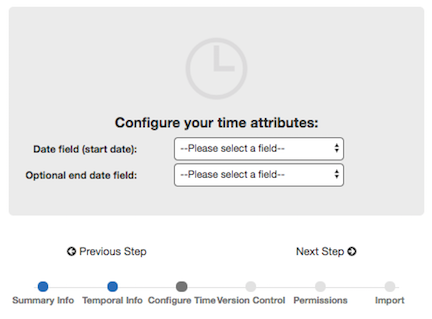 Configure your time attributes:
Date field (start date): --Please select a field--
Optional end date field: --Please select a field--
Previous Step Next Step
Summary Info Temporal Info Configure Time Version Control Permissions Import